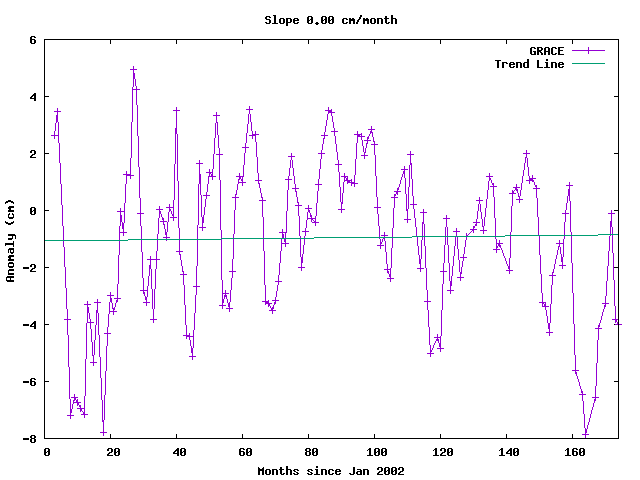 Slope 0.00 cm/month
GRACE
Trend Line
6
4
2
0
-2
-4
-6
-8
Anomaly (cm)
0 20 40 60 80 100 120 140 160
Months since Jan 2002